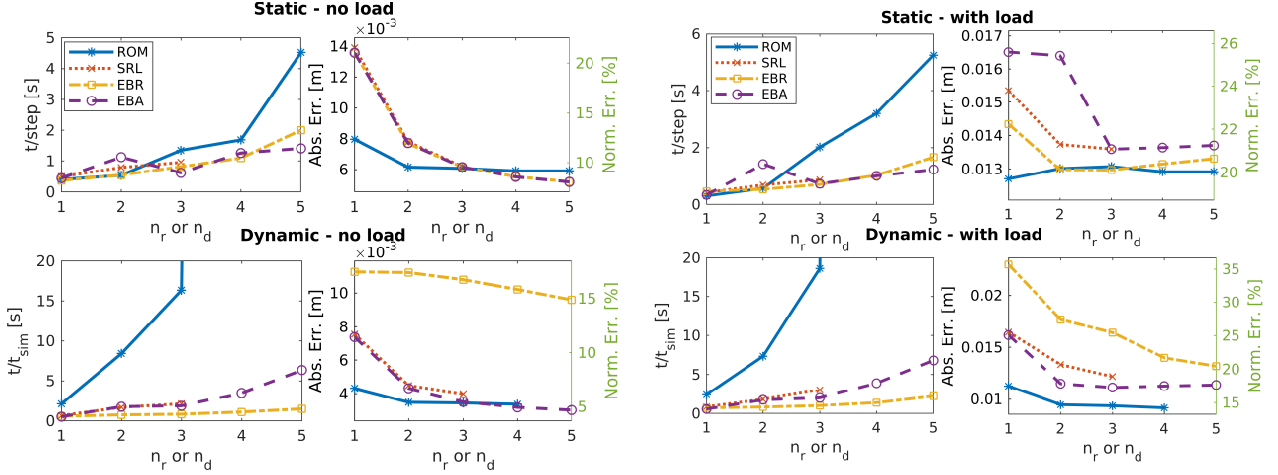 Static - no load
Static - with load
×10⁻³
5
4
3
2
1
0
t/step [s]
ROM
SRL
EBR
EBA
1 2 3 4 5
n_r or n_d
14
12
10
8
6
Abs. Err. [m]
20
15
10
Norm. Err. [%]
1 2 3 4 5
n_r or n_d
6
4
2
0
t/step [s]
ROM
SRL
EBR
EBA
1 2 3 4 5
n_r or n_d
0.017
0.016
0.015
0.014
0.013
Abs. Err. [m]
26
24
22
20
Norm. Err. [%]
1 2 3 4 5
n_r or n_d
Dynamic - no load
Dynamic - with load
×10⁻³
20
15
10
5
0
t/t_sim [s]
1 2 3 4 5
n_r or n_d
10
8
6
4
Abs. Err. [m]
15
10
5
Norm. Err. [%]
1 2 3 4 5
n_r or n_d
20
15
10
5
0
t/t_sim [s]
1 2 3 4 5
n_r or n_d
0.02
0.015
0.01
Abs. Err. [m]
35
30
25
20
15
Norm. Err. [%]
1 2 3 4 5
n_r or n_d